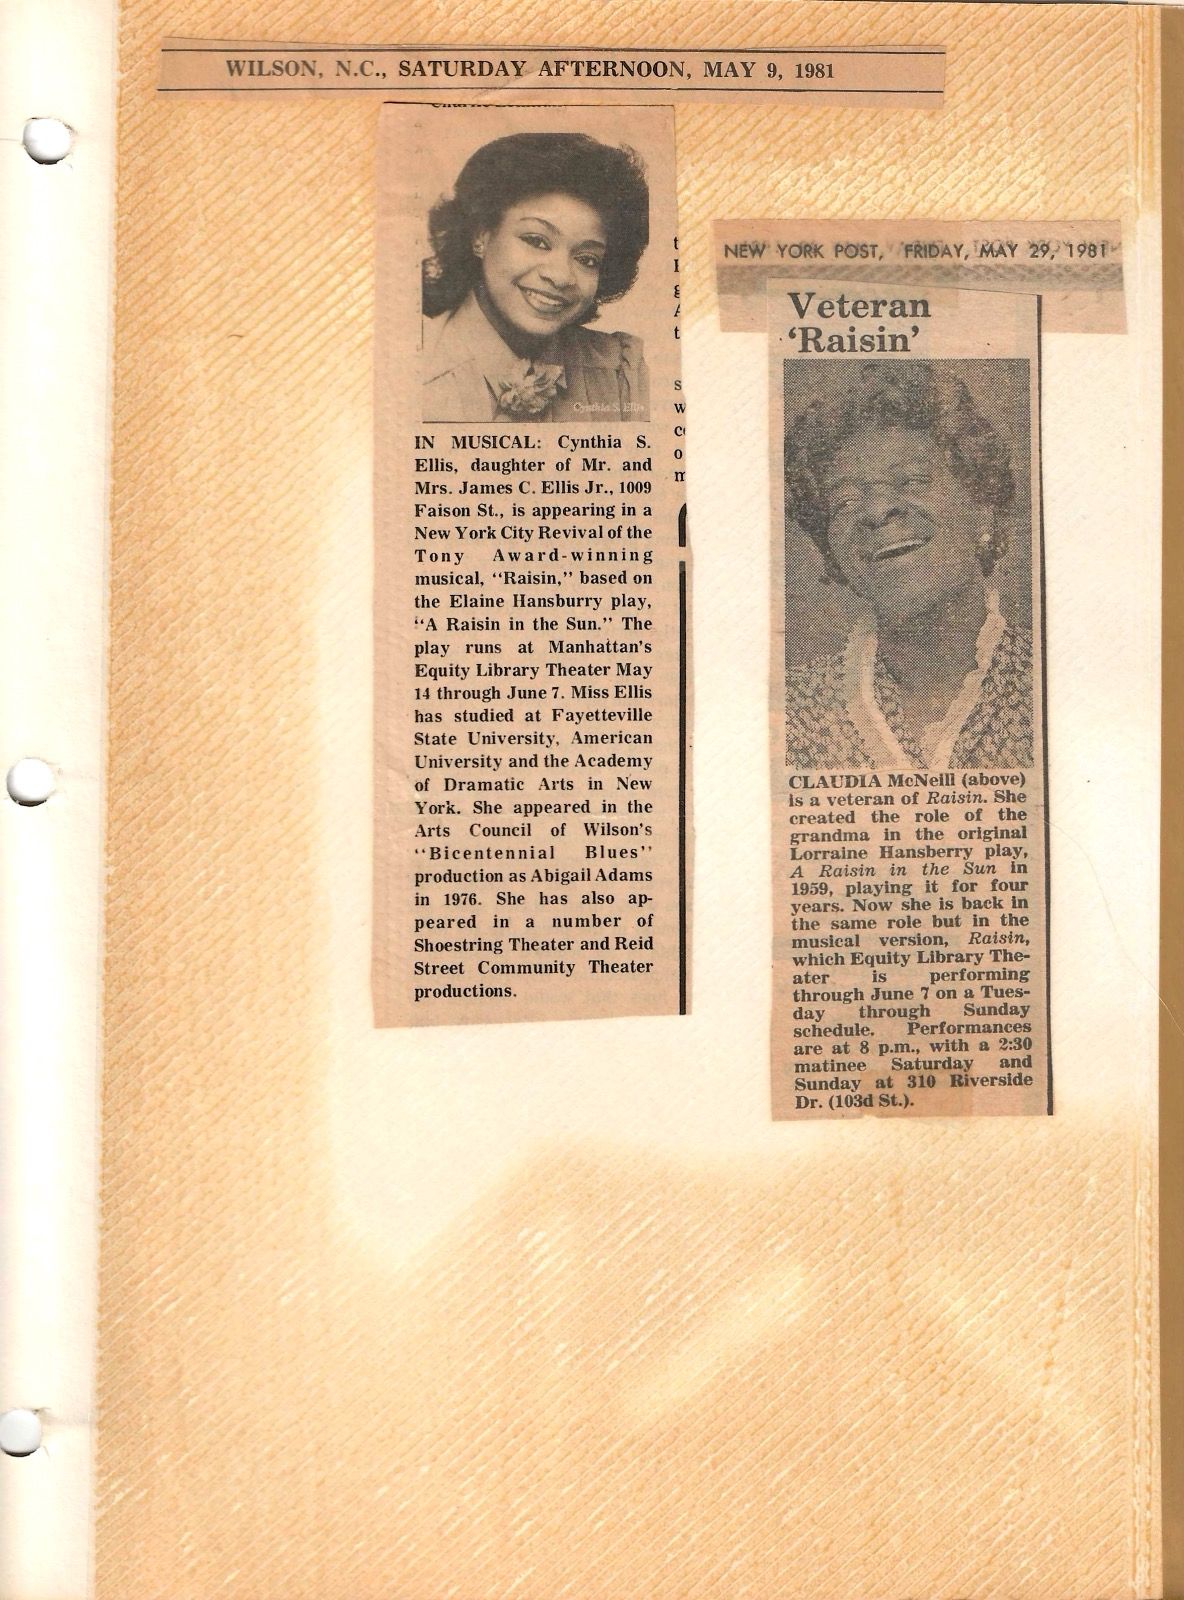 WILSON, N.C., SATURDAY AFTERNOON, MAY 9, 1981
Cynthia S. Ellis
IN MUSICAL: Cynthia S.
Ellis, daughter of Mr. and
Mrs. James C. Ellis Jr., 1009
Faison St., is appearing in a
New York City Revival of the
Tony Award-winning
musical, "Raisin," based on
the Elaine Hansburry play,
"A Raisin in the Sun." The
play runs at Manhattan's
Equity Library Theater May
14 through June 7. Miss Ellis
has studied at Fayetteville
State University, American
University and the Academy
of Dramatic Arts in New
York. She appeared in the
Arts Council of Wilson's
"Bicentennial Blues"
production as Abigail Adams
in 1976. She has also ap-
peared in a number of
Shoestring Theater and Reid
Street Community Theater
productions.
NEW YORK POST, FRIDAY, MAY 29, 1981
Veteran
'Raisin'
CLAUDIA McNeill (above)
is a veteran of Raisin. She
created the role of the
grandma in the original
Lorraine Hansberry play,
A Raisin in the Sun in
1959, playing it for four
years. Now she is back in
the same role but in the
musical version, Raisin,
which Equity Library The-
ater is performing
through June 7 on a Tues-
day through Sunday
schedule. Performances
are at 8 p.m., with a 2:30
matinee Saturday and
Sunday at 310 Riverside
Dr. (103d St.).